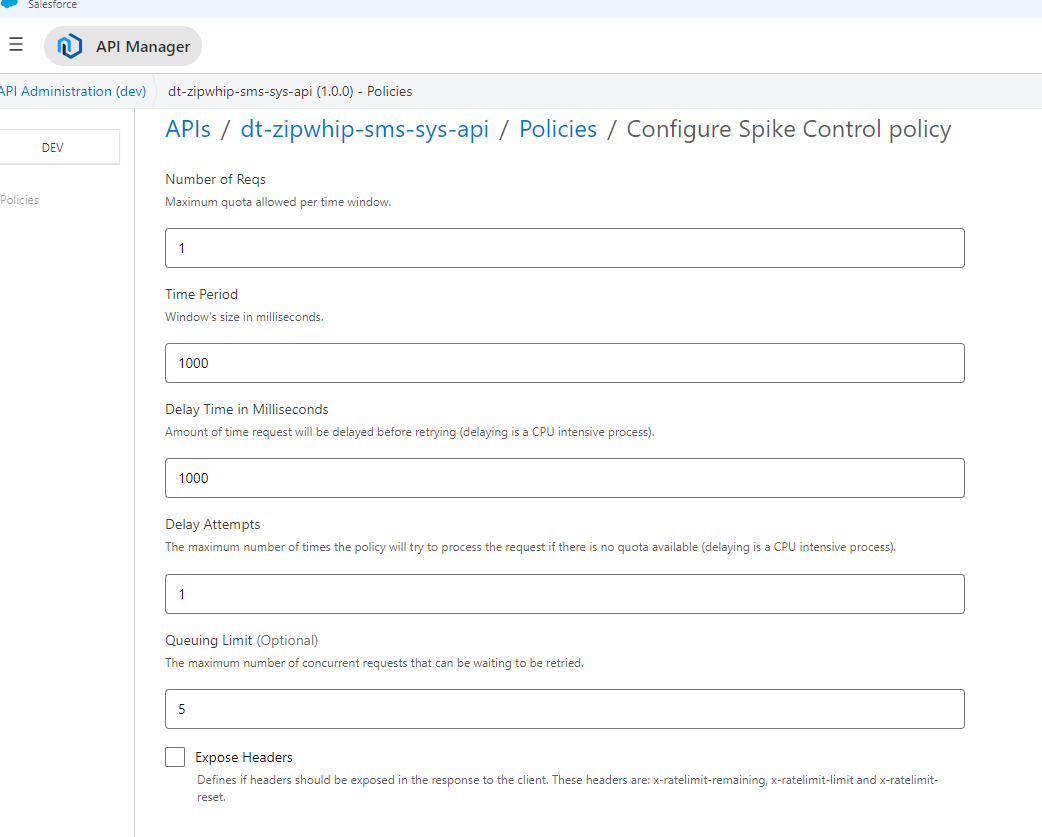 Salesforce
API Manager
API Administration (dev) dt-zipwhip-sms-sys-api (1.0.0) - Policies
APIs / dt-zipwhip-sms-sys-api / Policies / Configure Spike Control policy
DEV
Policies
Number of Reqs
Maximum quota allowed per time window.
1
Time Period
Window's size in milliseconds.
1000
Delay Time in Milliseconds
Amount of time request will be delayed before retrying (delaying is a CPU intensive process).
1000
Delay Attempts
The maximum number of times the policy will try to process the request if there is no quota available (delaying is a CPU intensive process).
1
Queuing Limit (Optional)
The maximum number of concurrent requests that can be waiting to be retried.
5
Expose Headers
Defines if headers should be exposed in the response to the client. These headers are: x-ratelimit-remaining, x-ratelimit-limit and x-ratelimit-
reset.